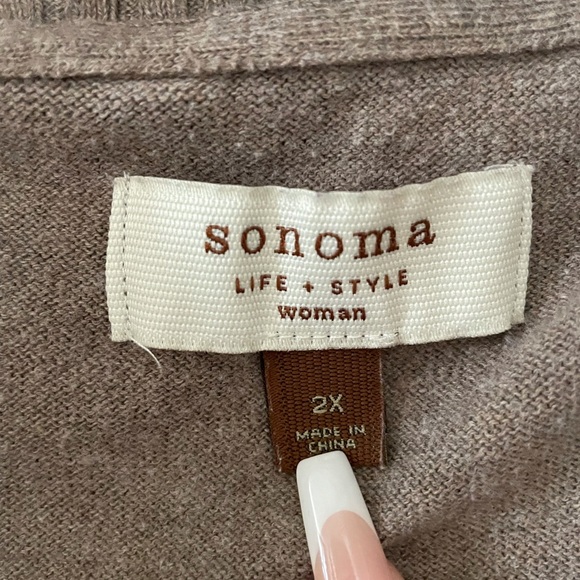 sonoma
LIFE + STYLE
woman
2X
MADE IN
CHINA